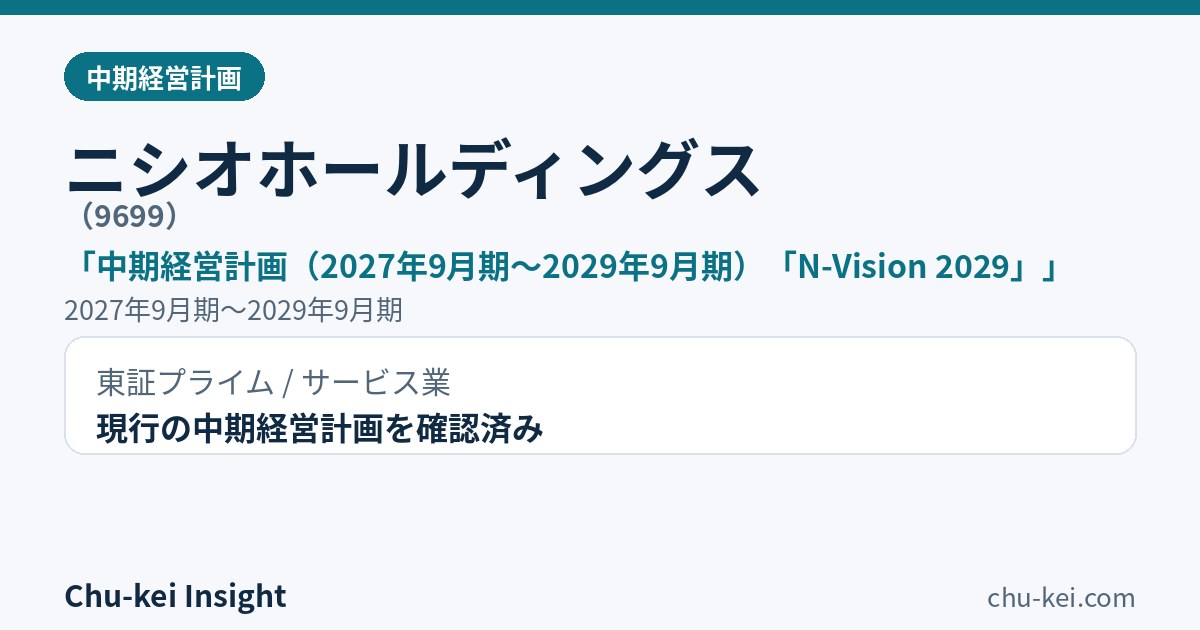 中期経営計画
ニシオホールディングス
（9699）
「中期経営計画（2027年9月期～2029年9月期）「N-Vision 2029」」
2027年9月期～2029年9月期
東証プライム / サービス業
現行の中期経営計画を確認済み
Chu-kei Insight
chu-kei.com